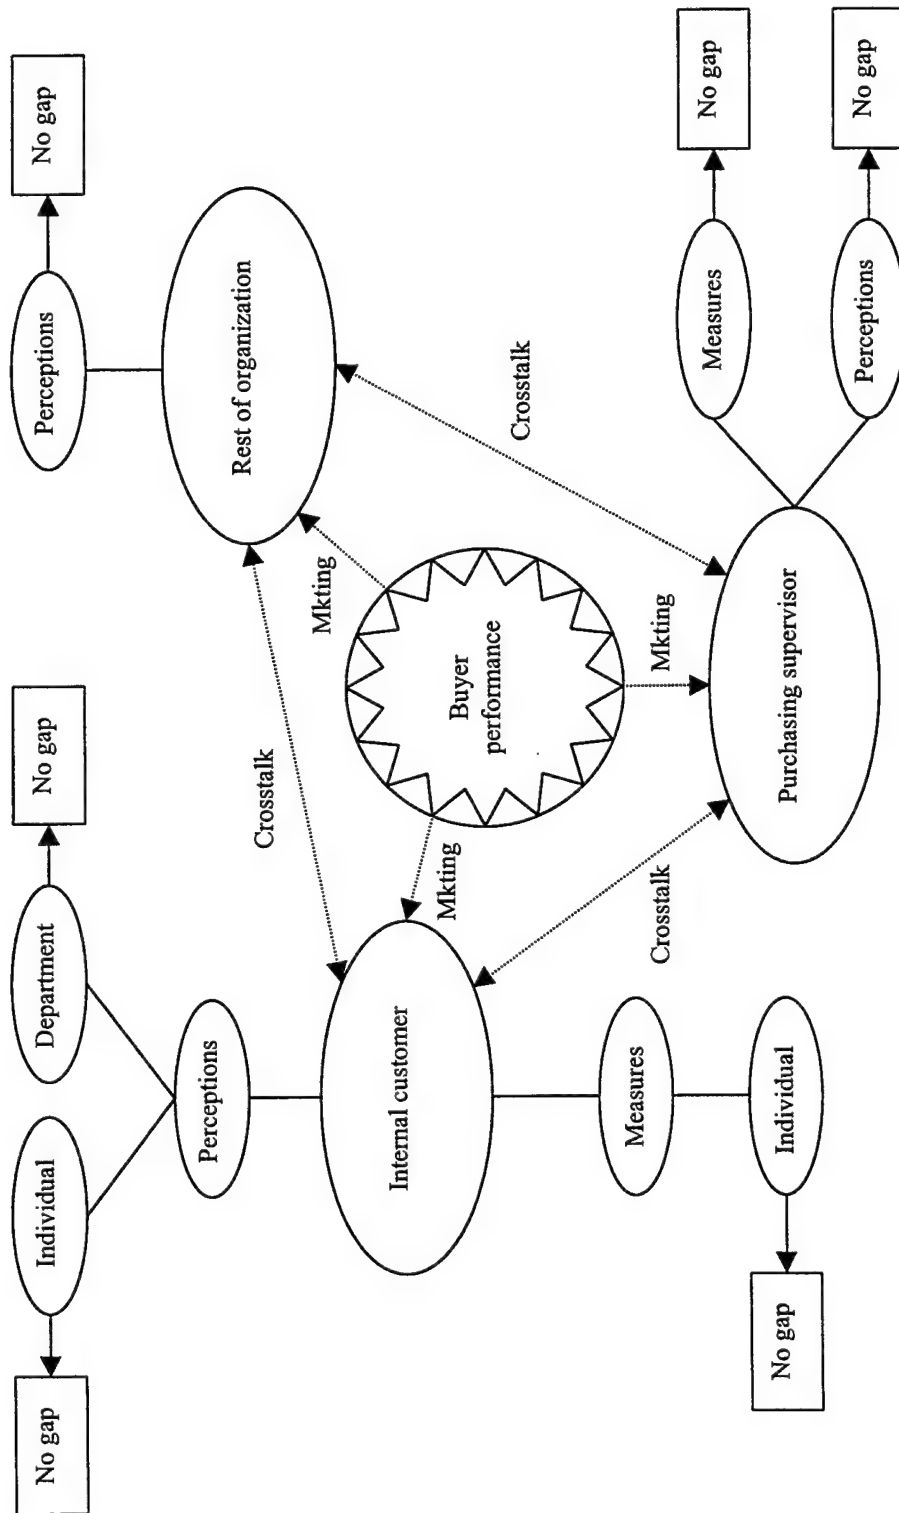 No gap
Individual
Department
No gap
Perceptions
No gap
Perceptions
Rest of organization
Crosstalk
Mkting
Internal customer
Mkting
Buyer
performance
Crosstalk
Measures
Crosstalk
Mkting
Measures
No gap
No gap
Individual
Purchasing supervisor
Perceptions
No gap